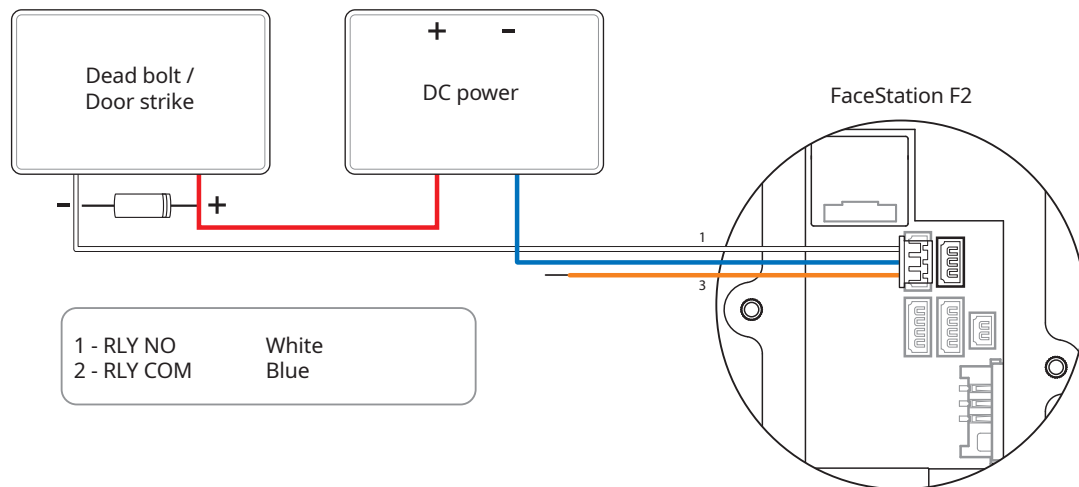 Dead bolt /
Door strike
+ -
DC power
FaceStation F2
- +
1
3
1 - RLY NO White
2 - RLY COM Blue